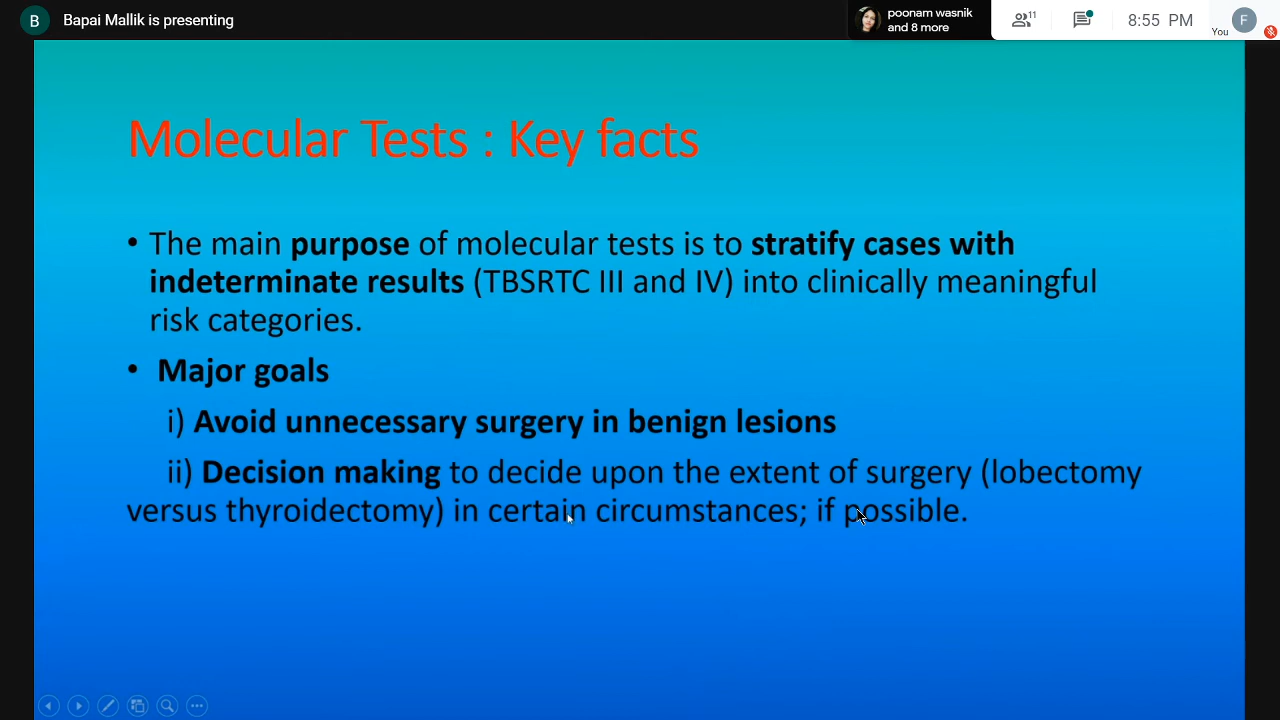 B Bapai Mallik is presenting
poonam wasnik
and 8 more
11
8:55 PM
F
You
Molecular Tests : Key facts
• The main purpose of molecular tests is to stratify cases with
indeterminate results (TBSRTC III and IV) into clinically meaningful
risk categories.
• Major goals
i) Avoid unnecessary surgery in benign lesions
ii) Decision making to decide upon the extent of surgery (lobectomy
versus thyroidectomy) in certain circumstances; if possible.